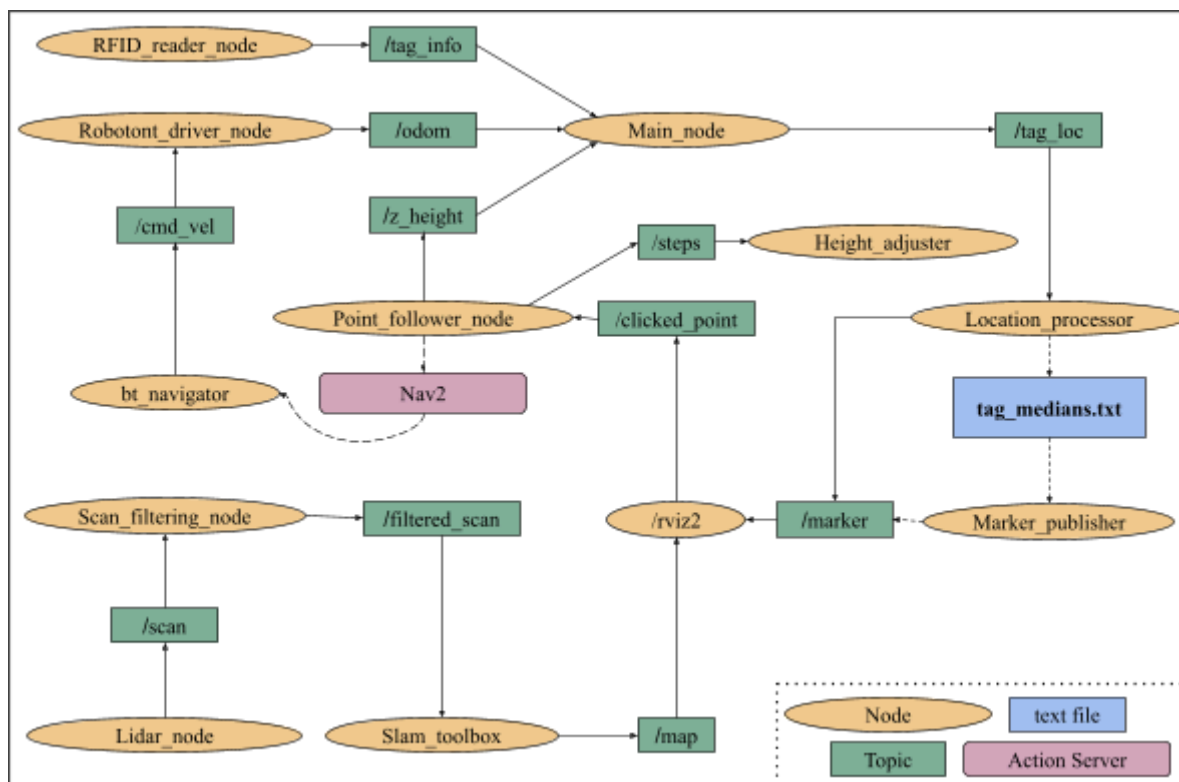 RFID_reader_node
/tag_info
Robotont_driver_node
/odom
Main_node
/tag_loc
/cmd_vel
/z_height
/steps
Height_adjuster
Point_follower_node
/clicked_point
Location_processor
bt_navigator
Nav2
tag_medians.txt
Scan_filtering_node
/filtered_scan
/rviz2
/marker
Marker_publisher
/scan
Lidar_node
Slam_toolbox
/map
Node
text file
Topic
Action Server